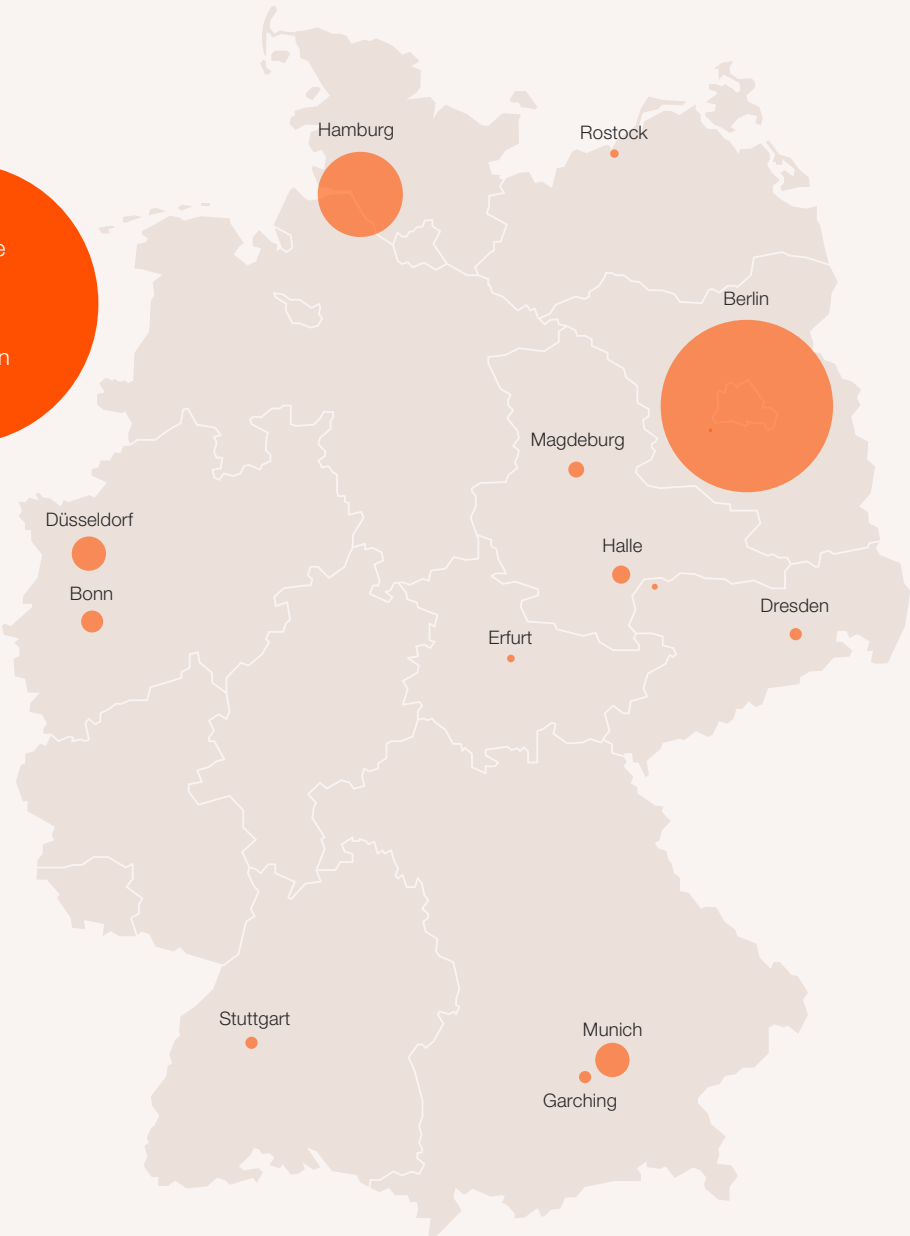 Hamburg
Rostock
Berlin
Magdeburg
Düsseldorf
Halle
Bonn
Dresden
Erfurt
Stuttgart
Munich
Garching